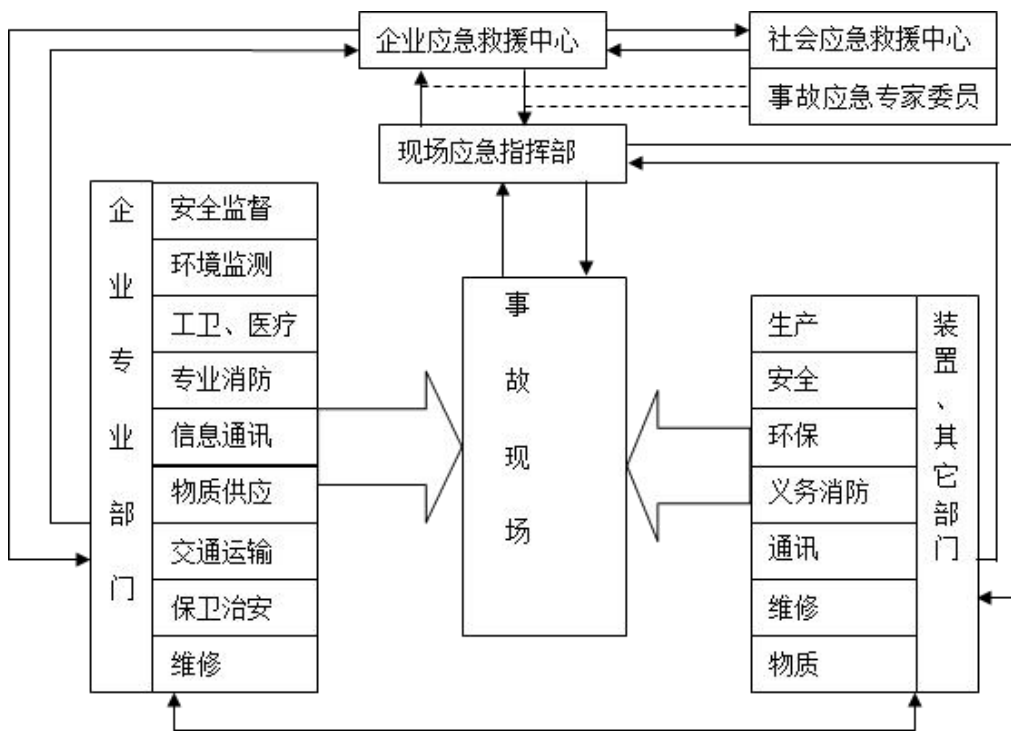 企业应急救援中心
社会应急救援中心
事故应急专家委员
现场应急指挥部
企业专业部门
安全监督
环境监测
工卫、医疗
专业消防
信息通讯
物质供应
交通运输
保卫治安
维修
事故现场
生产
安全
环保
义务消防
通讯
维修
物质
装置、其它部门